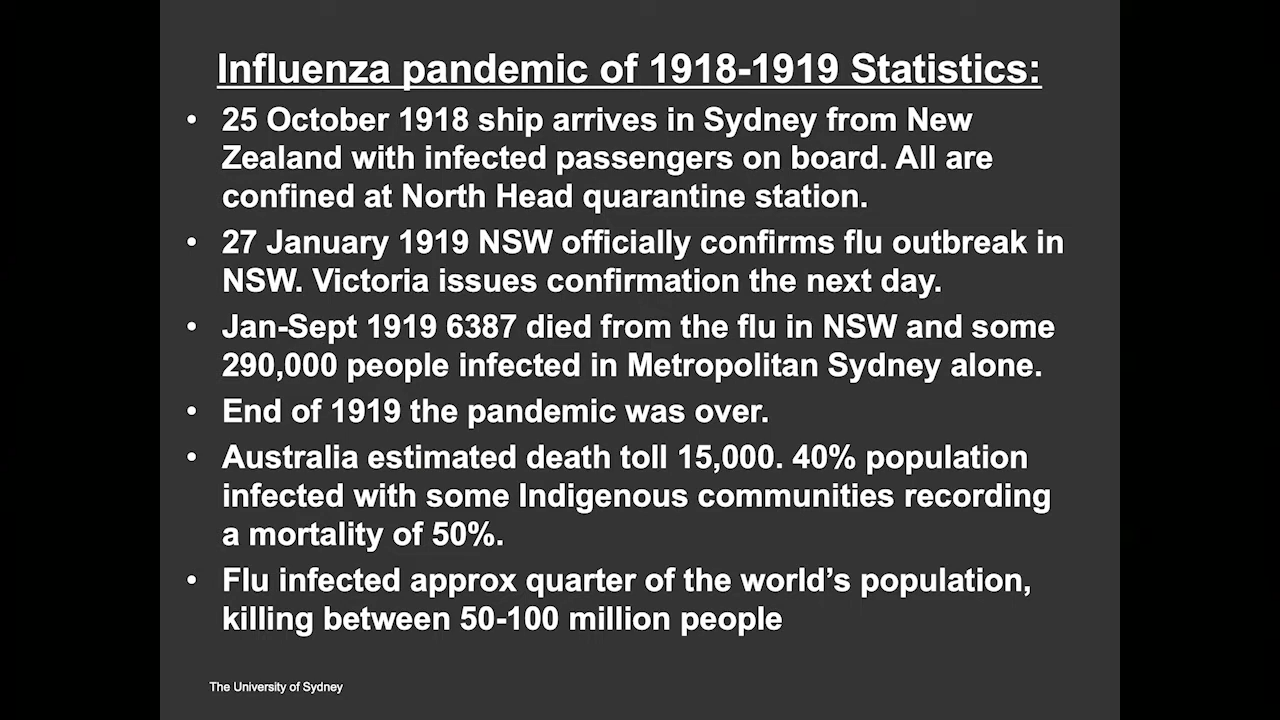 Influenza pandemic of 1918-1919 Statistics:
• 25 October 1918 ship arrives in Sydney from New
Zealand with infected passengers on board. All are
confined at North Head quarantine station.
• 27 January 1919 NSW officially confirms flu outbreak in
NSW. Victoria issues confirmation the next day.
• Jan-Sept 1919 6387 died from the flu in NSW and some
290,000 people infected in Metropolitan Sydney alone.
• End of 1919 the pandemic was over.
• Australia estimated death toll 15,000. 40% population
infected with some Indigenous communities recording
a mortality of 50%.
• Flu infected approx quarter of the world’s population,
killing between 50-100 million people
The University of Sydney